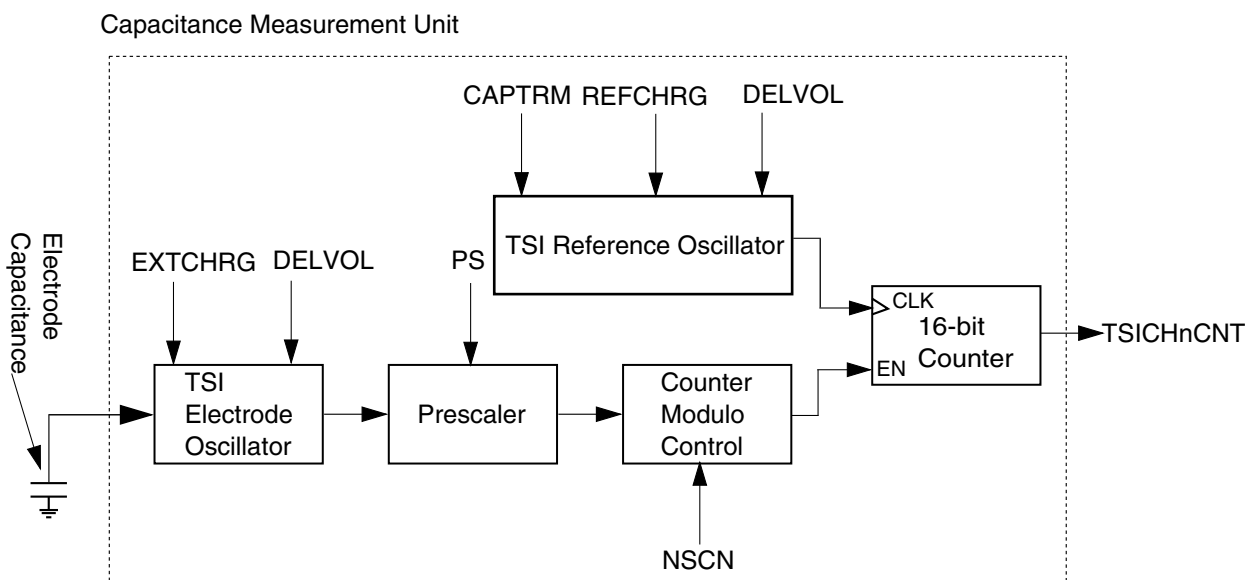 Capacitance Measurement Unit
CAPTRM REFCHRG DELVOL
TSI Reference Oscillator
Electrode
Capacitance
EXTCHRG DELVOL
PS
CLK
16-bit
Counter
EN
TSICHnCNT
TSI
Electrode
Oscillator
Prescaler
Counter
Modulo
Control
NSCN